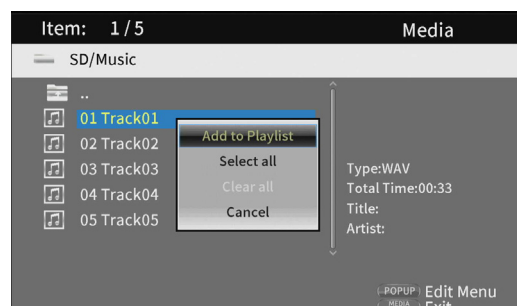 Item: 1/5 Media
SD/Music
..
01 Track01
02 Track02
03 Track03
04 Track04
05 Track05
Add to Playlist
Select all
Clear all
Cancel
Type:WAV
Total Time:00:33
Title:
Artist:
POPUP Edit Menu
MEDIA Exit